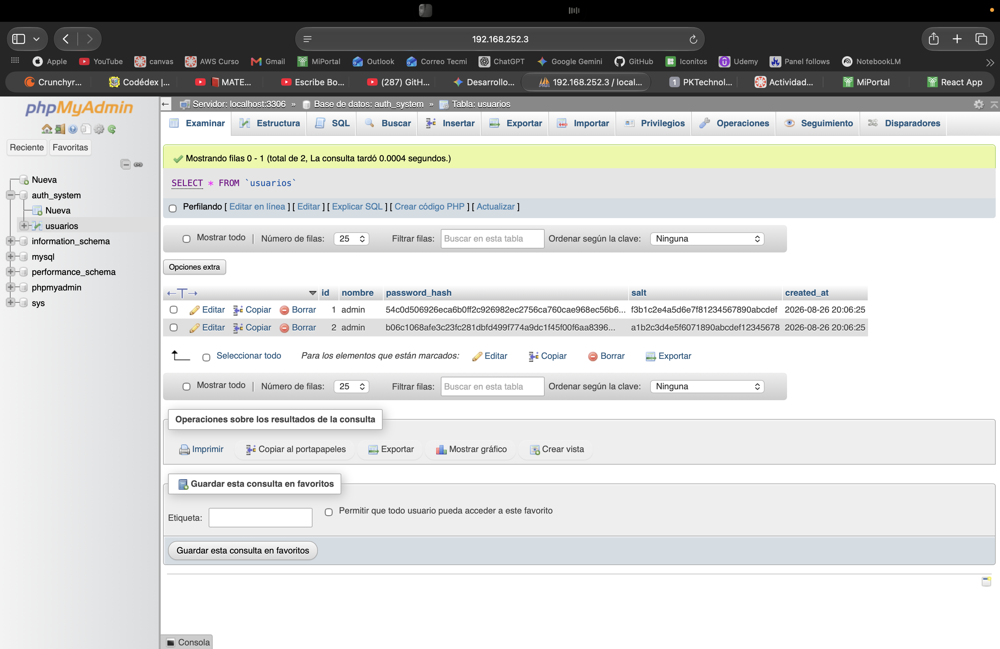 192.168.252.3
Apple YouTube canvas AWS Curso Gmail MiPortal Outlook Correo Tecmi ChatGPT Google Gemini GitHub Iconitos Udemy Panel follows NotebookLM
Crunchyr... Codédex |... MATE... Escribe Bo... (287) GitH... Desarrollo... 192.168.252.3 / local... 1 PKTechnol... Actividad... MiPortal React App
phpMyAdmin
Reciente Favoritas
Nueva
auth_system
Nueva
usuarios
information_schema
mysql
performance_schema
phpmyadmin
sys
Servidor: localhost:3306 » Base de datos: auth_system » Tabla: usuarios
Examinar Estructura SQL Buscar Insertar Exportar Importar Privilegios Operaciones Seguimiento Disparadores
Mostrando filas 0 - 1 (total de 2, La consulta tardó 0.0004 segundos.)
SELECT * FROM `usuarios`
Perfilando [ Editar en línea ] [ Editar ] [ Explicar SQL ] [ Crear código PHP ] [ Actualizar ]
Mostrar todo | Número de filas: 25 Filtrar filas: Buscar en esta tabla Ordenar según la clave: Ninguna
Opciones extra
id nombre password_hash salt created_at
Editar Copiar Borrar 1 admin 54c0d506926eca6b0ff2c926982ec2756ca760cae968ec56b6... f3b1c2e4a5d6e7f81234567890abcdef 2026-08-26 20:06:25
Editar Copiar Borrar 2 admin b06c1068afe3c23fc281dbfd499f774a9dc1f45f00f6aa8396... a1b2c3d4e5f6071890abcdef12345678 2026-08-26 20:06:25
Seleccionar todo Para los elementos que están marcados: Editar Copiar Borrar Exportar
Mostrar todo | Número de filas: 25 Filtrar filas: Buscar en esta tabla Ordenar según la clave: Ninguna
Operaciones sobre los resultados de la consulta
Imprimir Copiar al portapapeles Exportar Mostrar gráfico Crear vista
Guardar esta consulta en favoritos
Etiqueta: Permitir que todo usuario pueda acceder a este favorito
Guardar esta consulta en favoritos
Consola